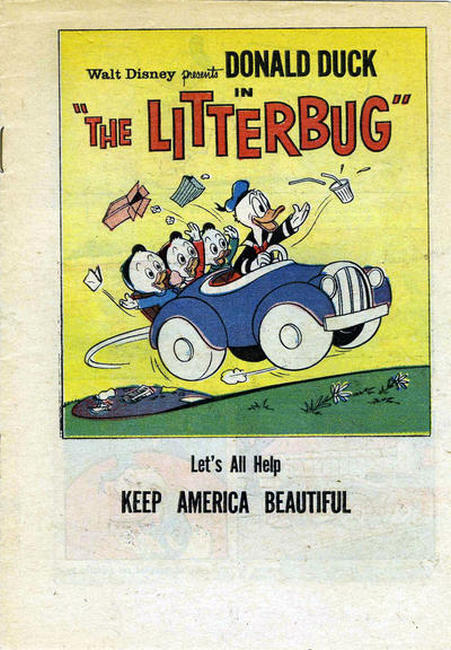 Walt Disney presents DONALD DUCK
IN
"THE LITTERBUG"
Let's All Help
KEEP AMERICA BEAUTIFUL